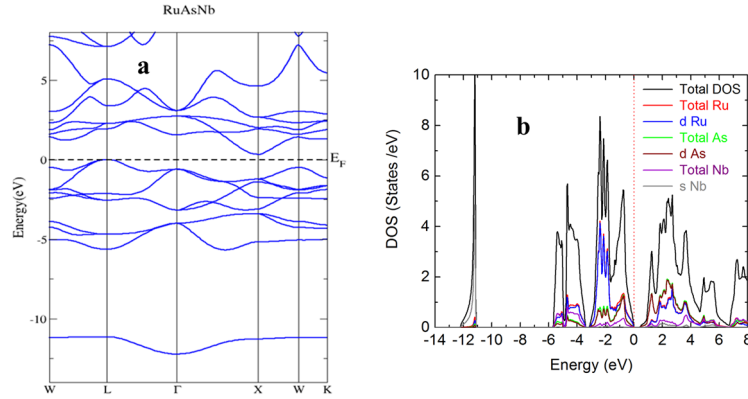 RuAsNb
a
Energy(eV)
5
0
-5
-11
E_F
W L Γ X W K
b
DOS (States /eV)
10
8
6
4
2
0
Total DOS
Total Ru
d Ru
Total As
d As
Total Nb
s Nb
-14 -12 -10 -8 -6 -4 -2 0 2 4 6 8
Energy (eV)